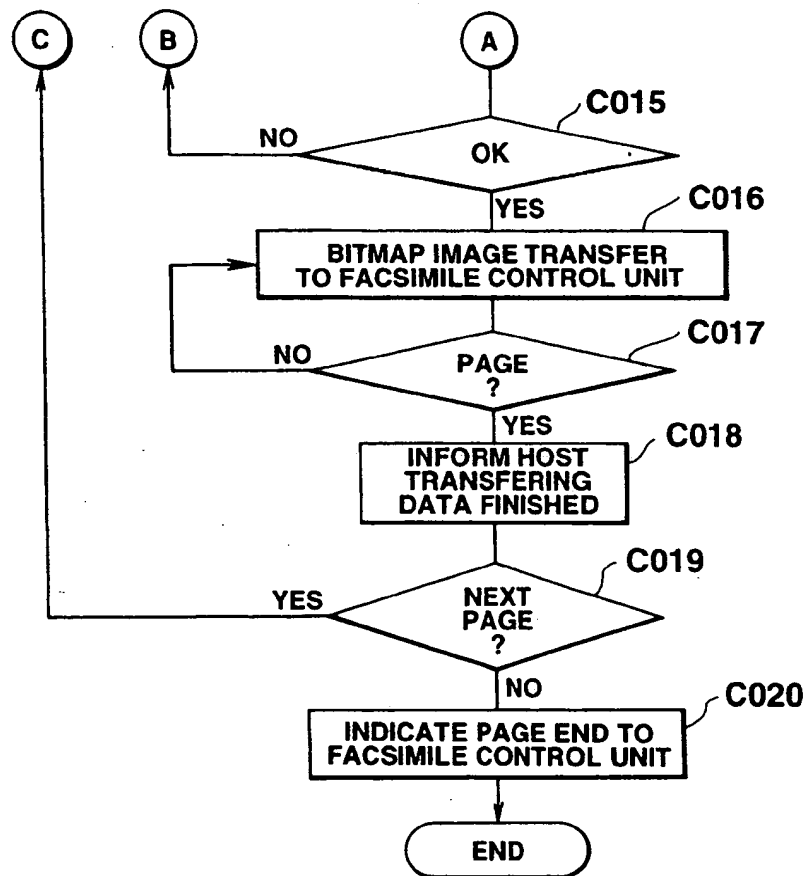 C
B
A
C015
NO
OK
YES
C016
BITMAP IMAGE TRANSFER
TO FACSIMILE CONTROL UNIT
C017
NO
PAGE
?
YES
C018
INFORM HOST
TRANSFERING
DATA FINISHED
C019
YES
NEXT
PAGE
?
NO
C020
INDICATE PAGE END TO
FACSIMILE CONTROL UNIT
END